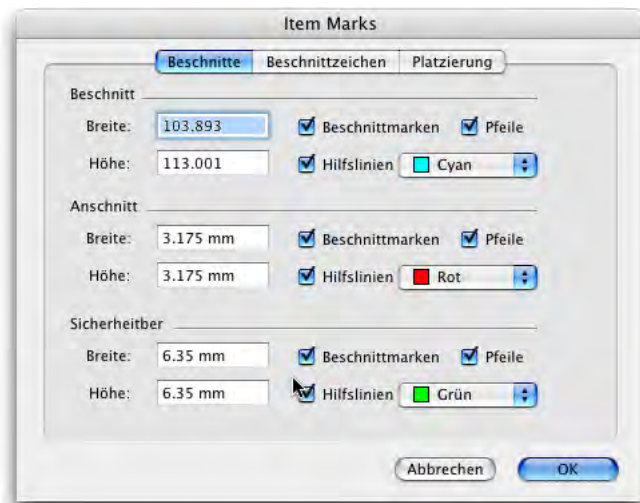 Item Marks
Beschnitte Beschnittzeichen Platzierung
Beschnitt
Breite: 103.893 Beschnittmarken Pfeile
Höhe: 113.001 Hilfslinien Cyan
Anschnitt
Breite: 3.175 mm Beschnittmarken Pfeile
Höhe: 3.175 mm Hilfslinien Rot
Sicherheitber
Breite: 6.35 mm Beschnittmarken Pfeile
Höhe: 6.35 mm Hilfslinien Grün
Abbrechen OK